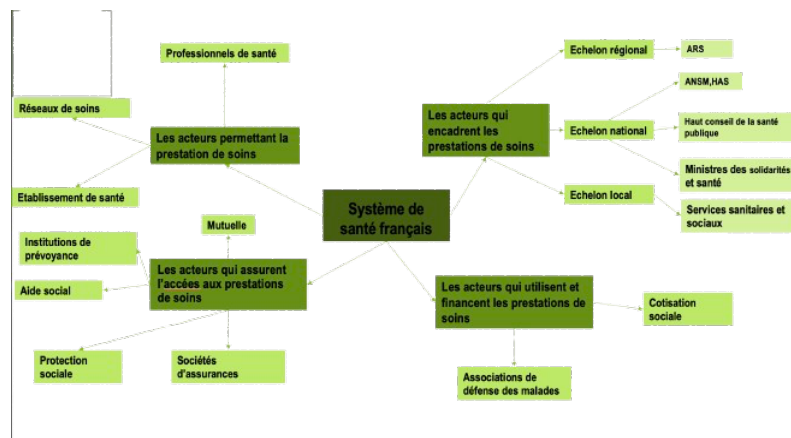 Professionnels de santé
Réseaux de soins
Les acteurs permettant la
prestation de soins
Etablissement de santé
Echelon régional
ARS
ANSM,HAS
Les acteurs qui
encadrent les
prestations de soins
Echelon national
Haut conseil de la santé
publique
Ministres des solidarités
et santé
Echelon local
Services sanitaires et
sociaux
Système de
santé français
Mutuelle
Institutions de
prévoyance
Les acteurs qui assurent
l'accées aux prestations
de soins
Aide social
Protection
sociale
Sociétés
d'assurances
Les acteurs qui utilisent et
financent les prestations de
soins
Cotisation
sociale
Associations de
défense des malades